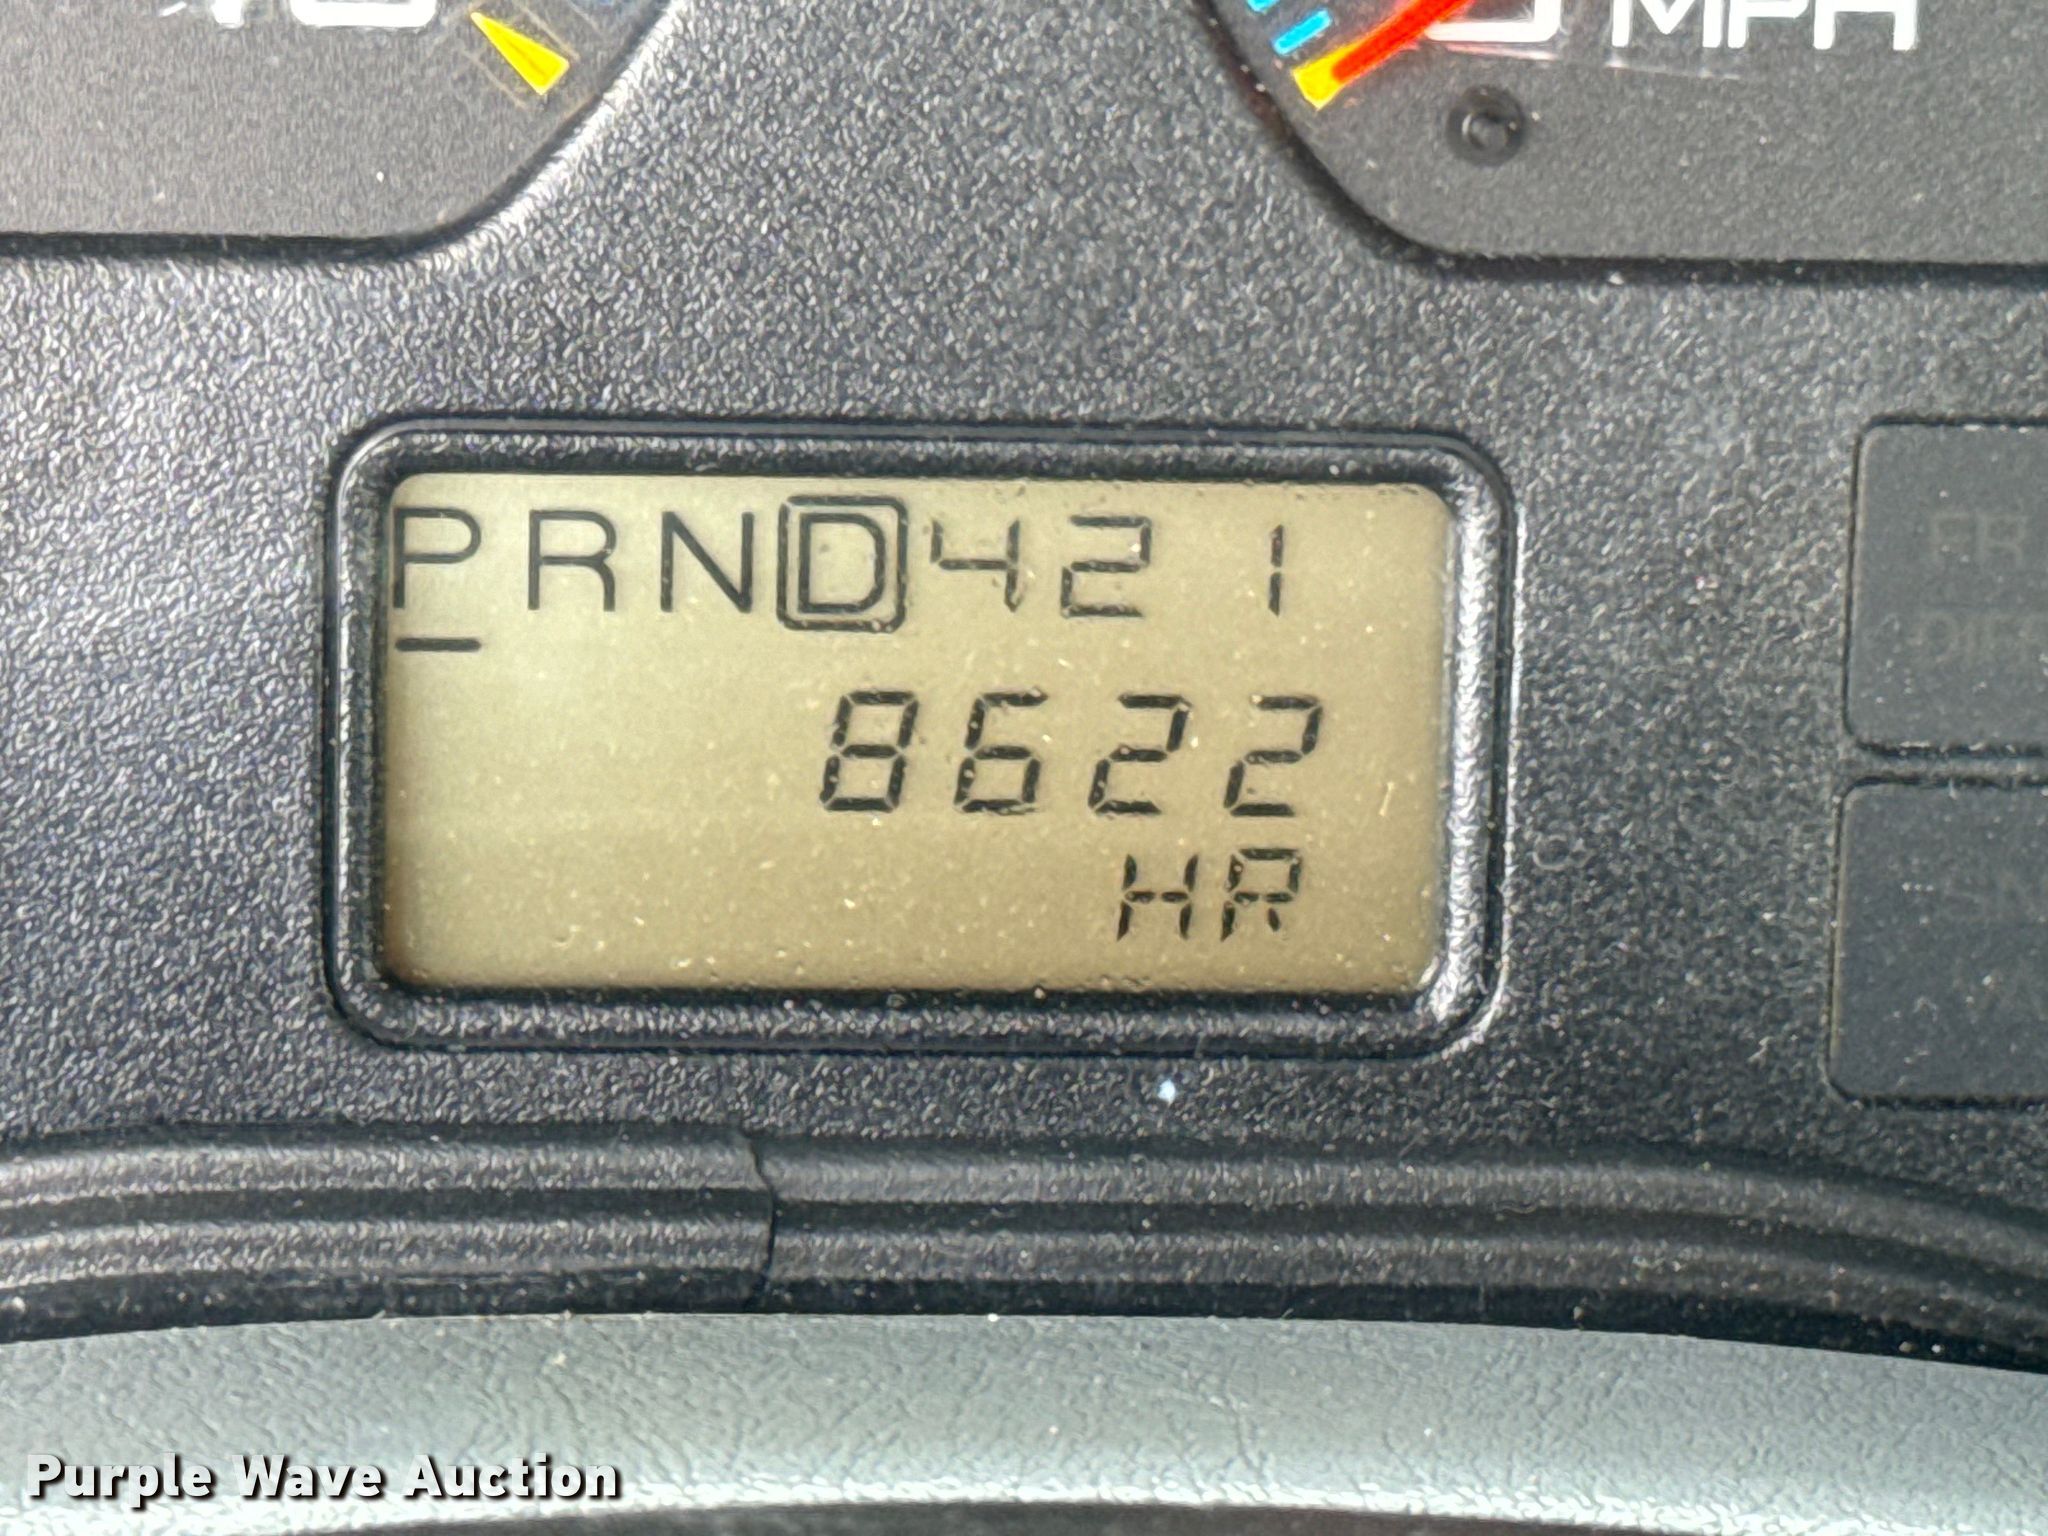 MPH
PRND421
8622
HR
Purple Wave Auction